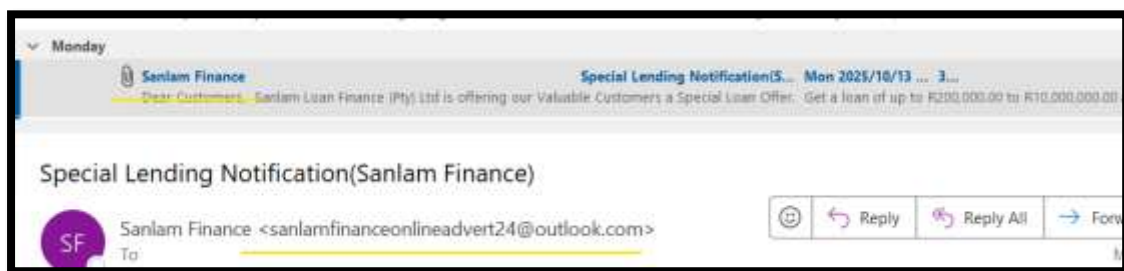 Monday
Sanlam Finance Special Lending Notification(S... Mon 2025/10/13 ... 3...
Dear Customers, Sanlam Loan Finance (Pty) Ltd is offering our Valuable Customers a Special Loan Offer. Get a loan of up to R200,000.00 to R10,000,000.00
Special Lending Notification(Sanlam Finance)
SF
Sanlam Finance <sanlamfinanceonlineadvert24@outlook.com>
Reply Reply All Forw
To